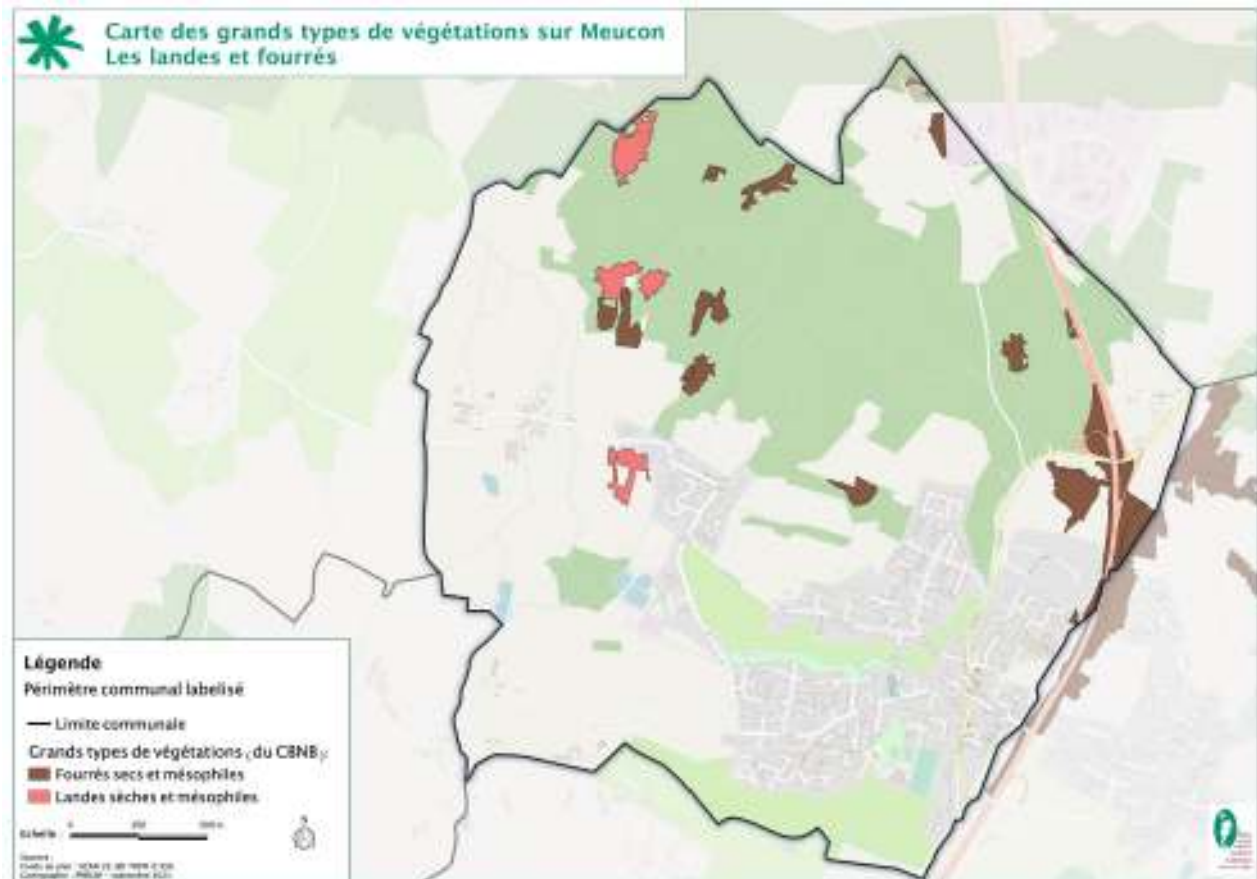 Carte des grands types de végétations sur Meucon
Les landes et fourrés
Légende
Périmètre communal labelisé
Limite communale
Grands types de végétations (du CBNB)
Fourrés secs et mésophiles
Landes sèches et mésophiles
Echelle
0